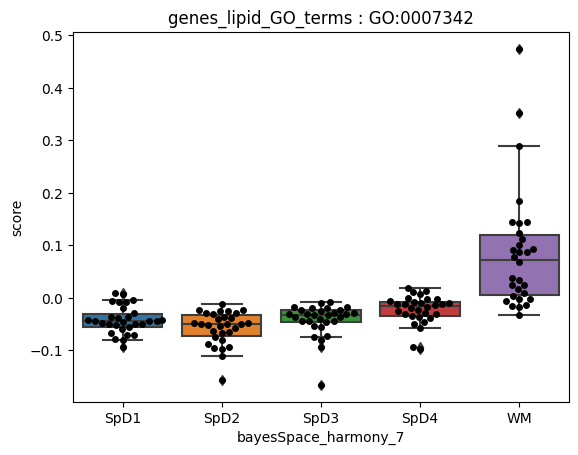 genes_lipid_GO_terms : GO:0007342
score
0.5
0.4
0.3
0.2
0.1
0.0
−0.1
SpD1 SpD2 SpD3 SpD4 WM
bayesSpace_harmony_7